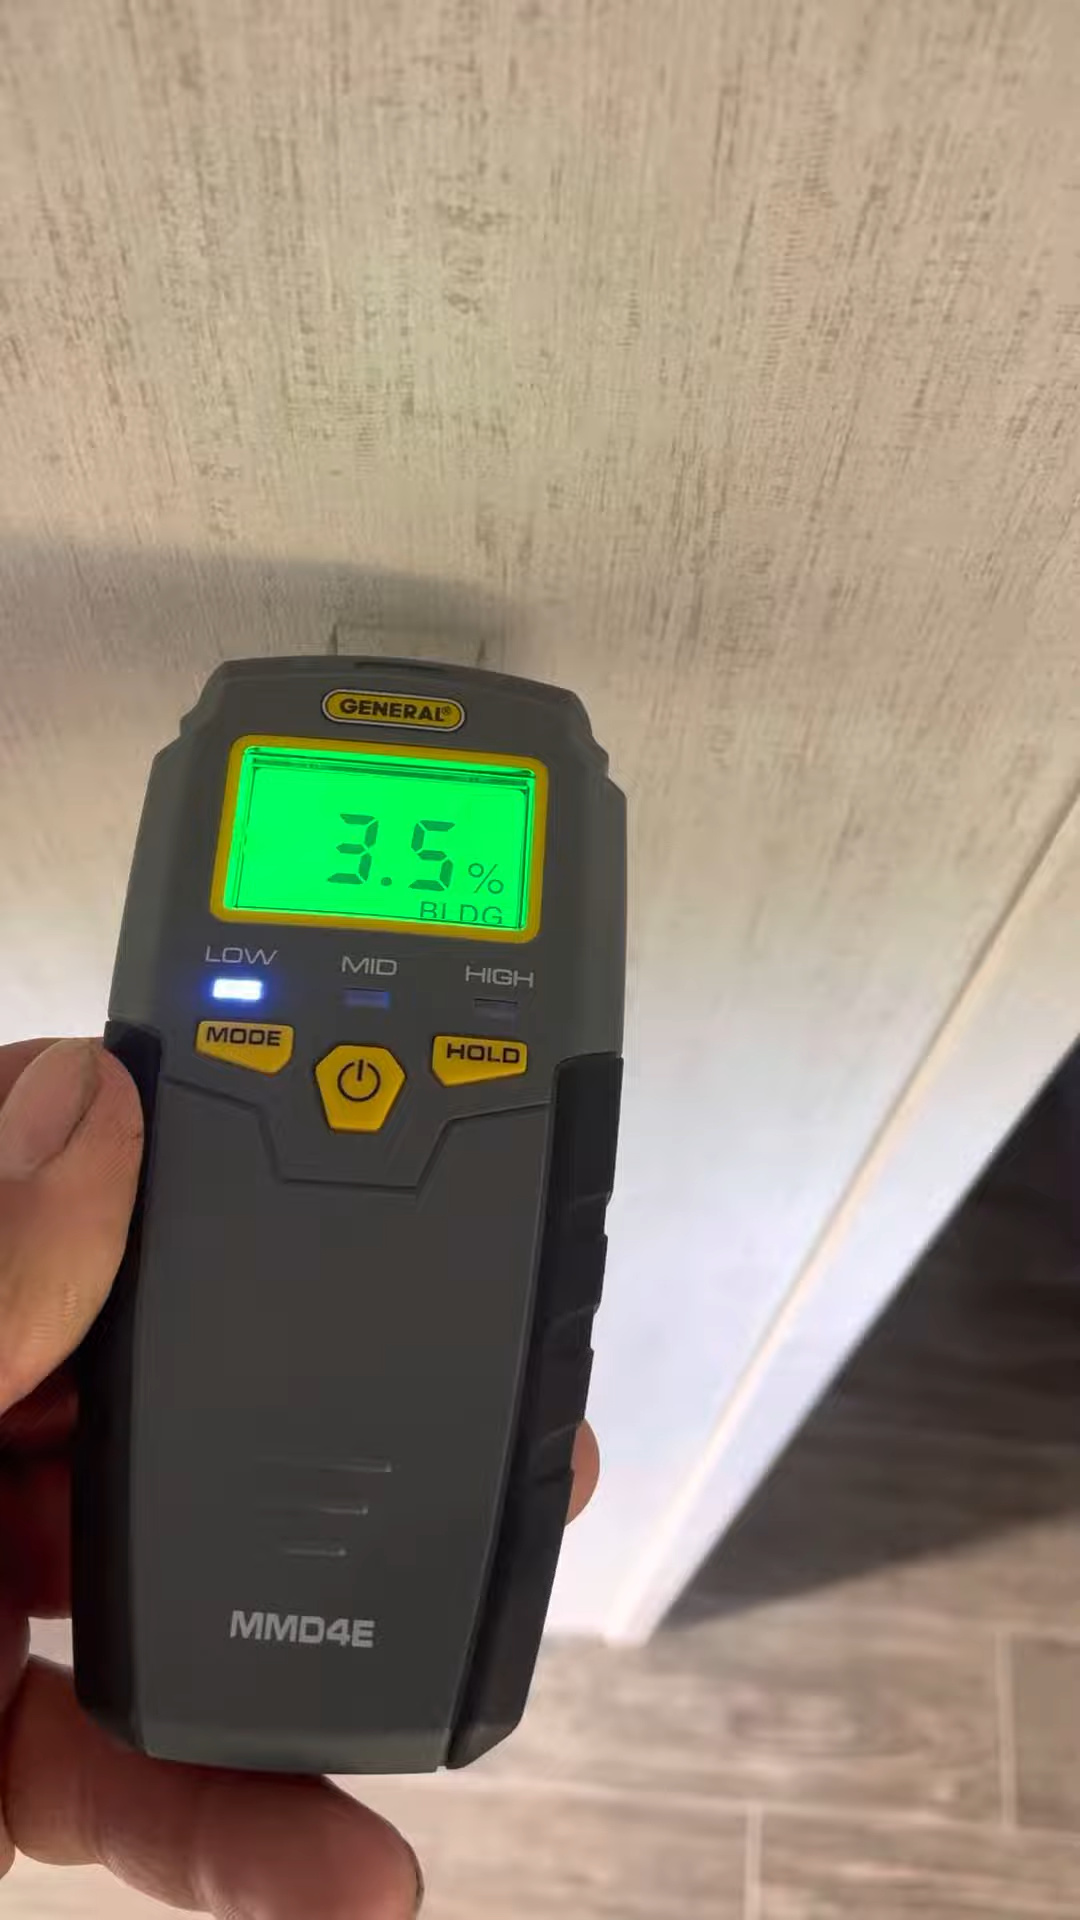 GENERAL®
3.5 %
BLDG
LOW MID HIGH
MODE HOLD
MMD4E